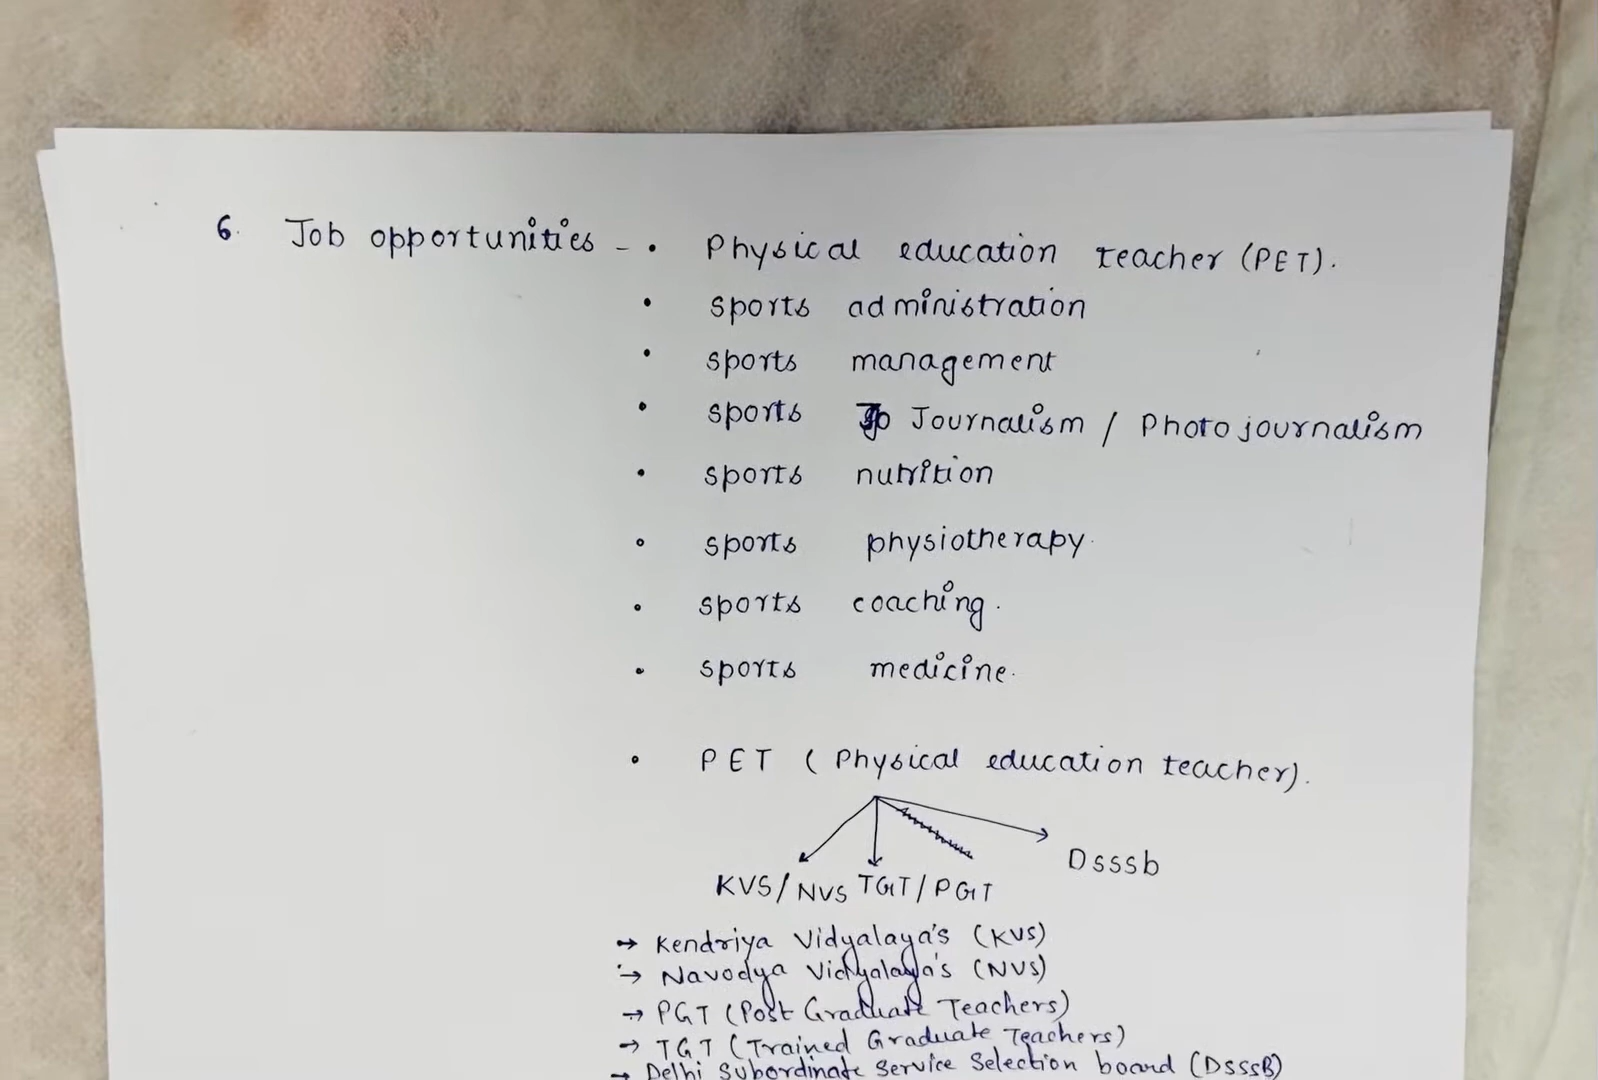 6. Job opportunities - • Physical education teacher (PET).
• sports administration
• sports management
• sports Journalism / Photo journalism
• sports nutrition
• sports physiotherapy.
• sports coaching.
• sports medicine.
• PET ( Physical education teacher).
KVS/NVS TGT/PGT Dsssb
→ Kendriya Vidyalaya's (KVS)
→ Navodya Vidyalaya's (NVS)
→ PGT (Post Graduate Teachers)
→ TGT (Trained Graduate Teachers)
→ Delhi Subordinate Service Selection board (DSSSB)